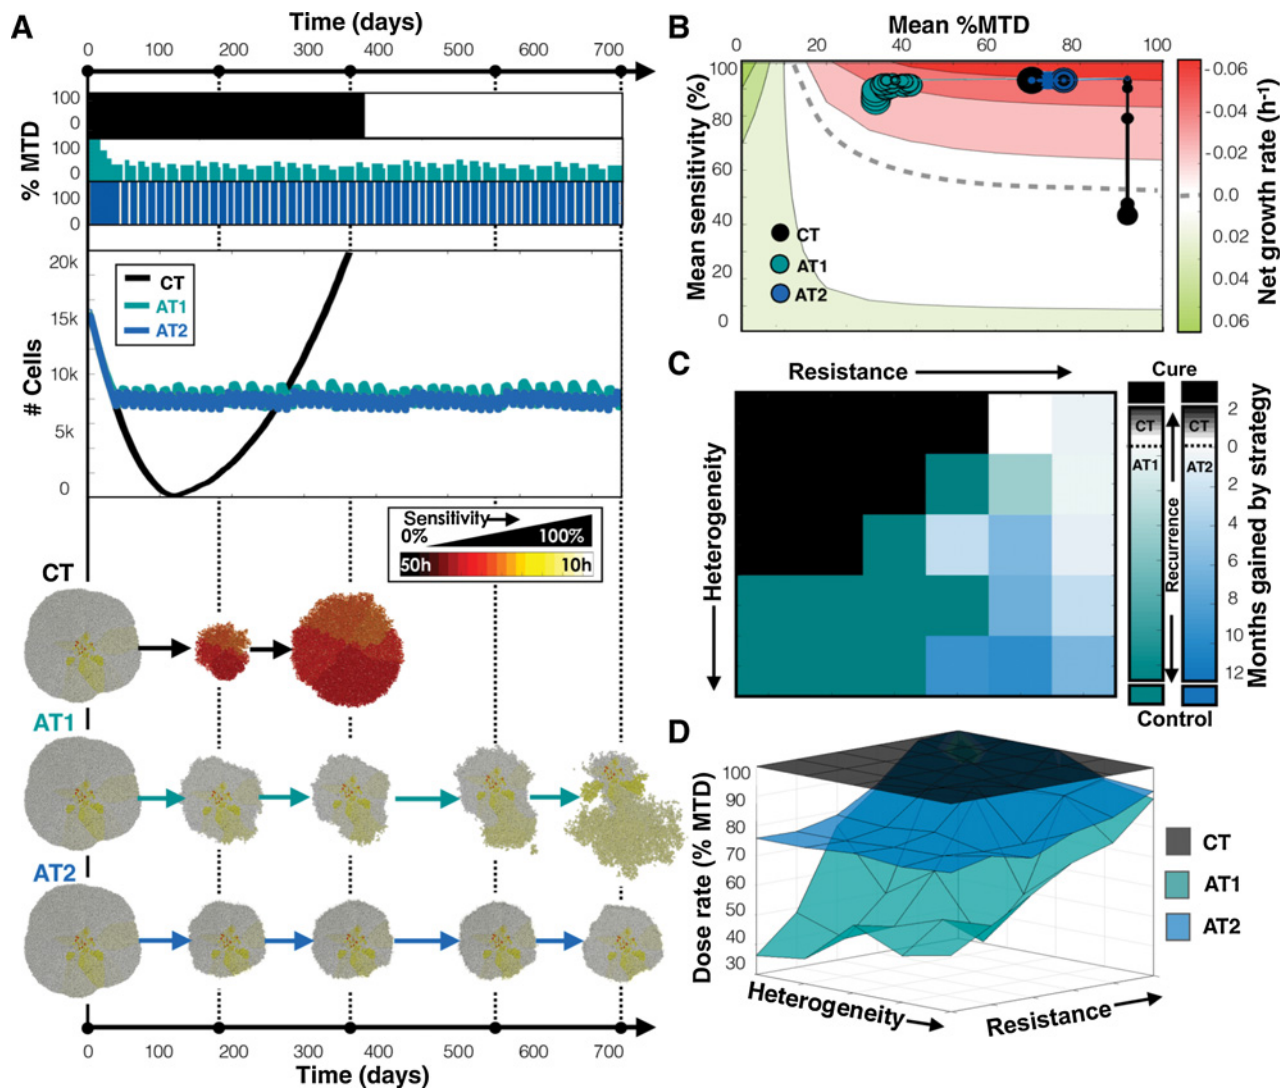 A
Time (days)
0 100 200 300 400 500 600 700
% MTD
100
0
100
0
100
0
# Cells
20k
15k
10k
5k
0
CT
AT1
AT2
Sensitivity
0% 100%
50h 10h
CT
AT1
AT2
0 100 200 300 400 500 600 700
Time (days)
B
Mean %MTD
0 20 40 60 80 100
Mean sensitivity (%)
100
80
60
40
20
0
CT
AT1
AT2
-0.06
-0.04
-0.02
0.0
0.02
0.04
0.06
Net growth rate (h-1)
C
Resistance
Heterogeneity
Cure
CT CT
AT1 AT2
Recurrence
2
0
2
4
6
8
10
12
Months gained by strategy
Control
D
Dose rate (% MTD)
100
90
80
70
60
50
40
30
Heterogeneity
Resistance
CT
AT1
AT2